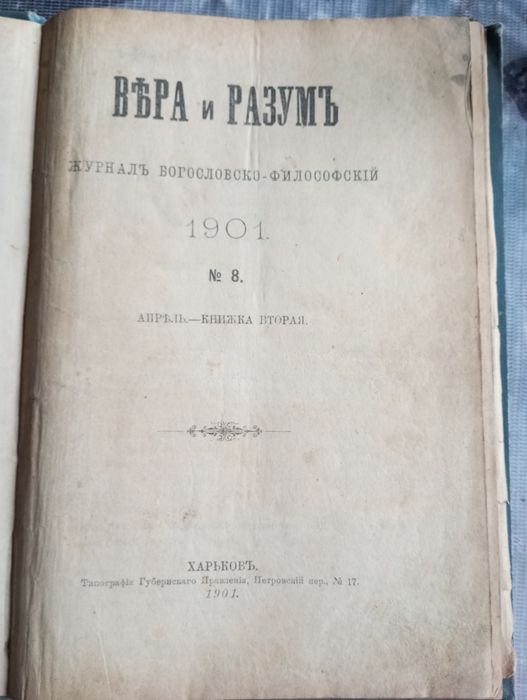 ВѢРА и РАЗУМЪ
ЖУРНАЛЪ БОГОСЛОВСКО-ФИЛОСОФСКІЙ
1901.
№ 8.
АПРѢЛЬ.—КНИЖКА ВТОРАЯ.
ХАРЬКОВЪ.
Типографія Губернскаго Правленія, Петровскій пер., № 17.
1901.